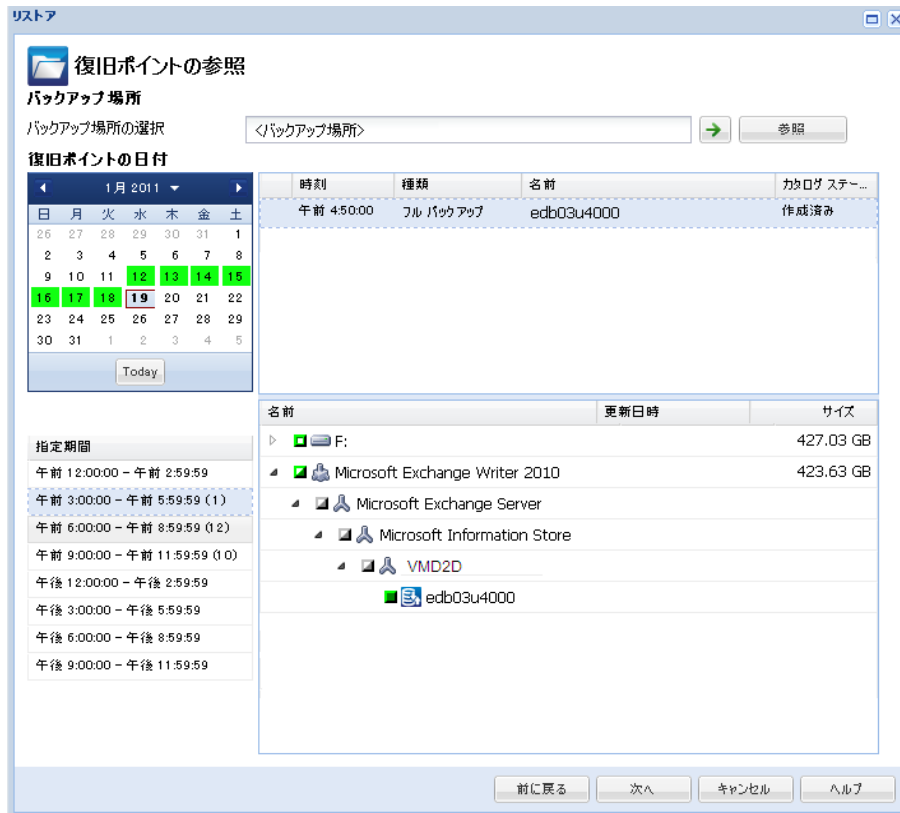 リストア
復旧ポイントの参照
バックアップ場所
バックアップ場所の選択 <バックアップ場所> 参照
復旧ポイントの日付
1月 2011
日 月 火 水 木 金 土
26 27 28 29 30 31 1
2 3 4 5 6 7 8
9 10 11 12 13 14 15
16 17 18 19 20 21 22
23 24 25 26 27 28 29
30 31 1 2 3 4 5
Today
時刻 種類 名前 カタログ ステー...
午前 4:50:00 フル バックアップ edb03u4000 作成済み
指定期間
午前 12:00:00 - 午前 2:59:59
午前 3:00:00 - 午前 5:59:59 (1)
午前 6:00:00 - 午前 8:59:59 (12)
午前 9:00:00 - 午前 11:59:59 (10)
午後 12:00:00 - 午後 2:59:59
午後 3:00:00 - 午後 5:59:59
午後 6:00:00 - 午後 8:59:59
午後 9:00:00 - 午後 11:59:59
名前 更新日時 サイズ
F: 427.03 GB
Microsoft Exchange Writer 2010 423.63 GB
Microsoft Exchange Server
Microsoft Information Store
VMD2D
edb03u4000
前に戻る 次へ キャンセル ヘルプ